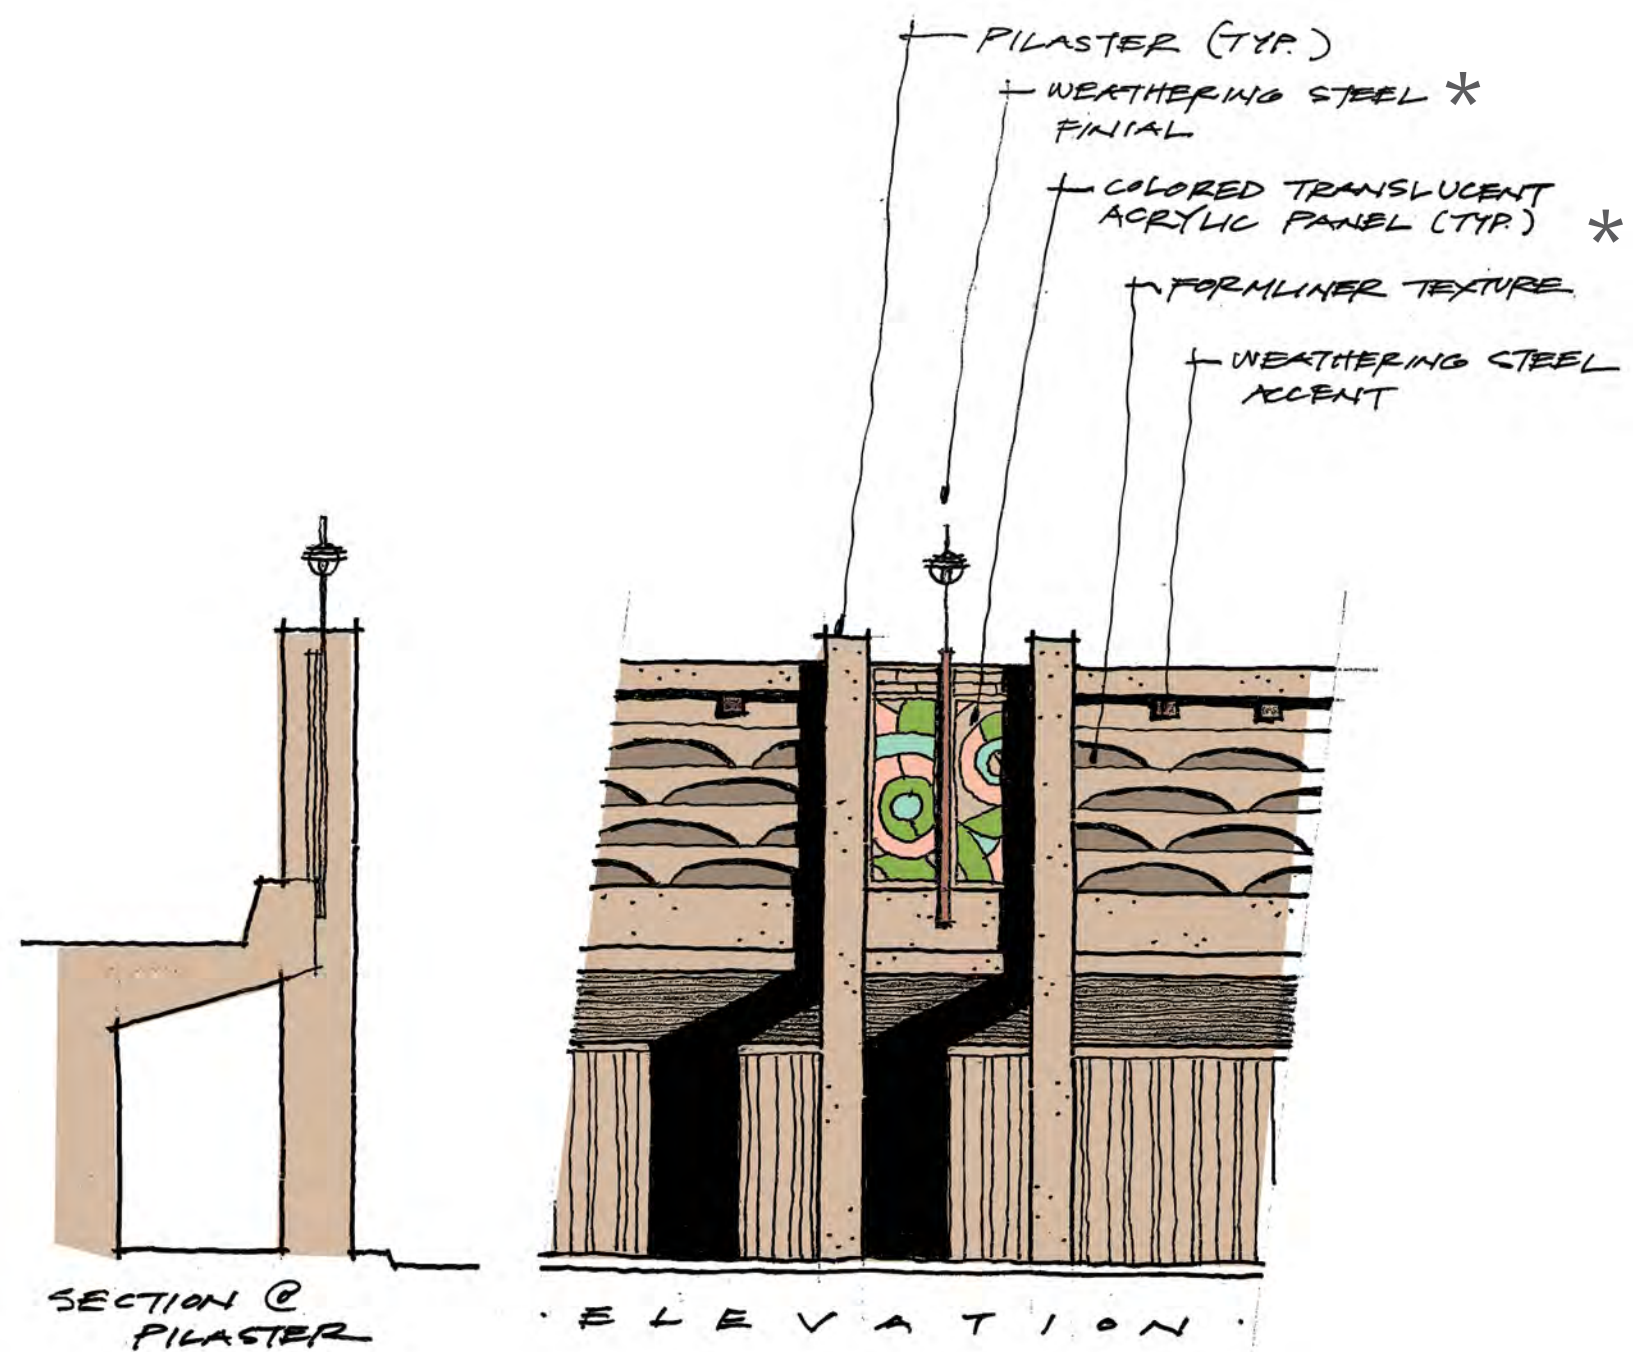 PILASTER (TYP.)
WEATHERING STEEL *
FINIAL
COLORED TRANSLUCENT
ACRYLIC PANEL (TYP.) *
FORMLINER TEXTURE
WEATHERING STEEL
ACCENT
SECTION @
PILASTER
· ELEVATION ·